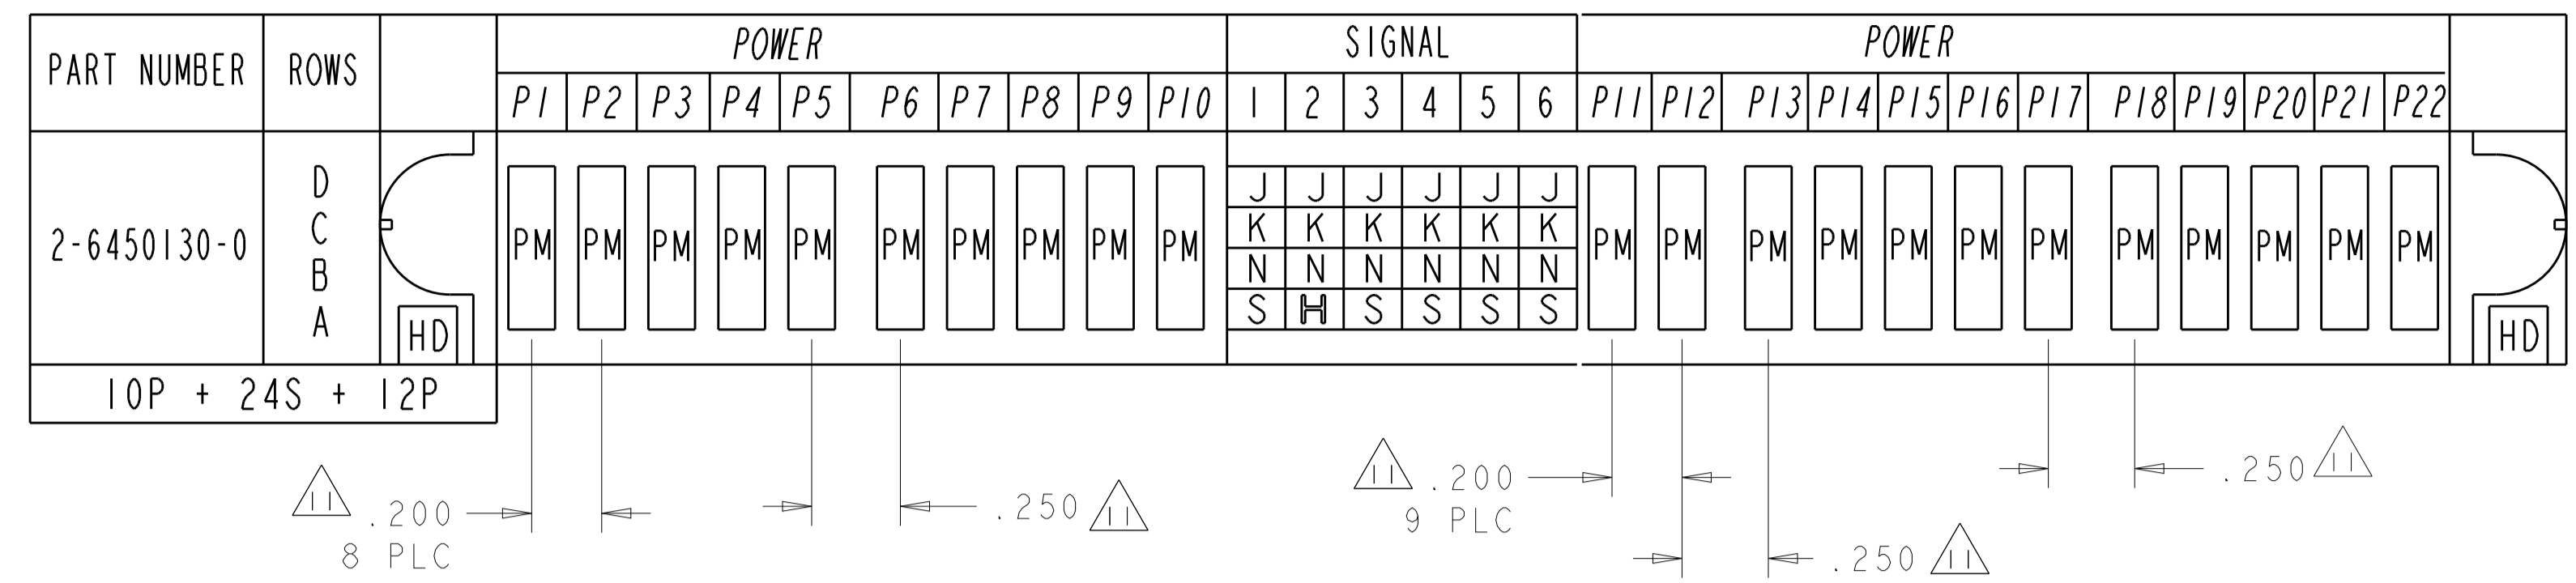 PART NUMBER ROWS POWER SIGNAL POWER
P1 P2 P3 P4 P5 P6 P7 P8 P9 P10 1 2 3 4 5 6 P11 P12 P13 P14 P15 P16 P17 P18 P19 P20 P21 P22
D J J J J J J
C K K K K K K
2-6450130-0 PM PM PM PM PM PM PM PM PM PM PM PM PM PM PM PM PM PM PM PM PM PM
B N N N N N N
A S H S S S S
HD HD
10P + 24S + 12P
11 .200 8 PLC
.250 11
11 .200 9 PLC
.250 11
.250 11